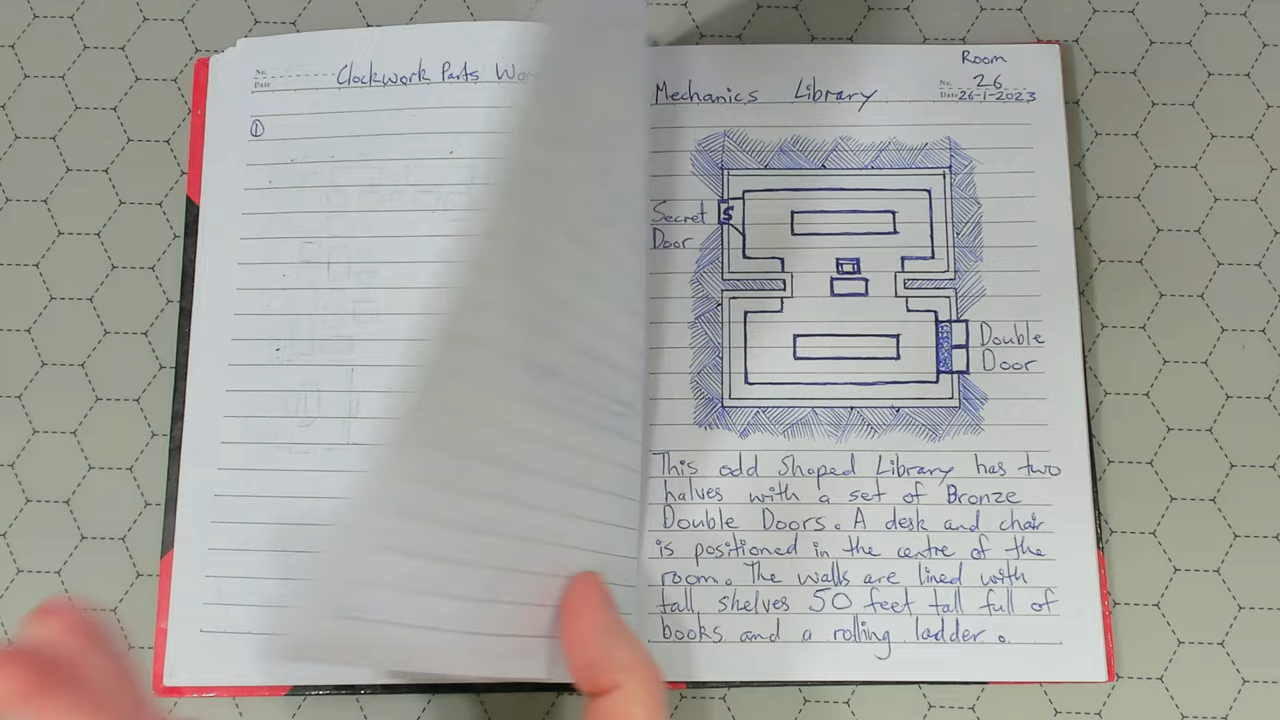 No.
Date
Clockwork Parts
①
Room
Mechanics Library
No. 26
Date 26-1-2023
Secret
Door
S
Double
Door
This odd Shaped Library has two
halves with a set of Bronze
Double Doors. A desk and chair
is positioned in the centre of the
room. The walls are lined with
tall shelves 50 feet tall full of
books and a rolling ladder.